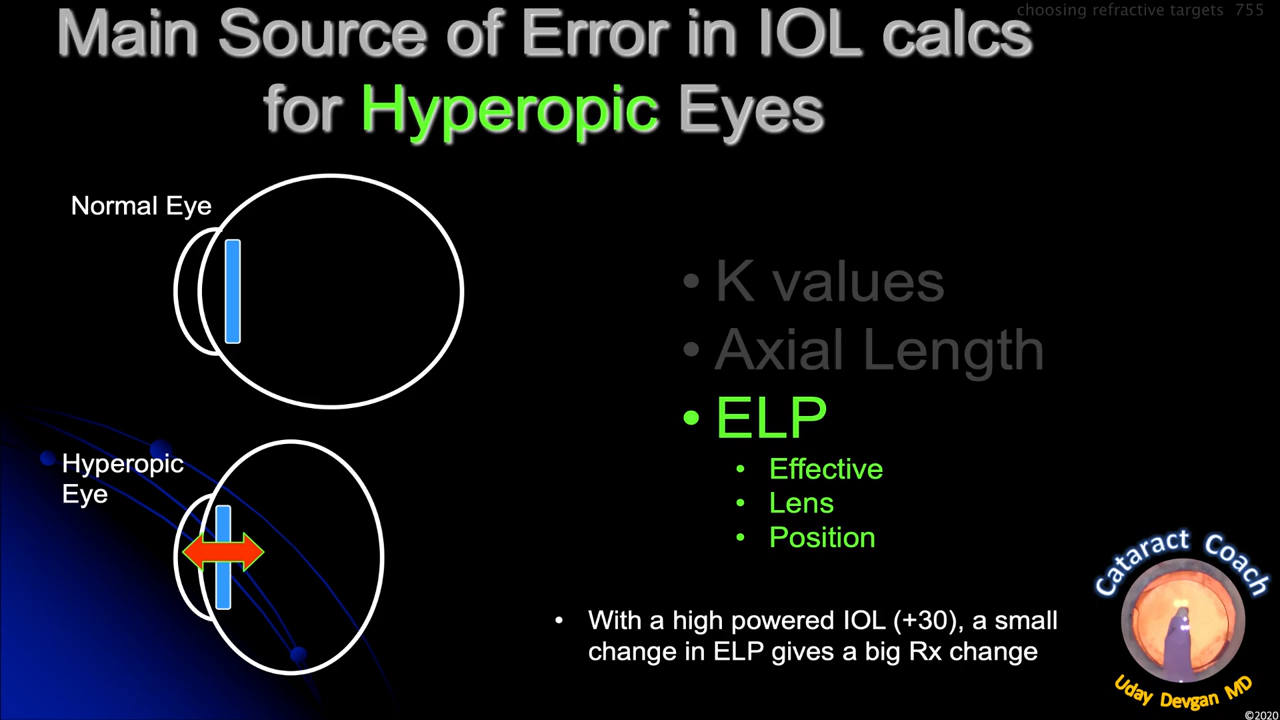 choosing refractive targets 755
Main Source of Error in IOL calcs
for Hyperopic Eyes
Normal Eye
Hyperopic
Eye
• K values
• Axial Length
• ELP
• Effective
• Lens
• Position
• With a high powered IOL (+30), a small
change in ELP gives a big Rx change
Cataract Coach
Uday Devgan MD
©2020